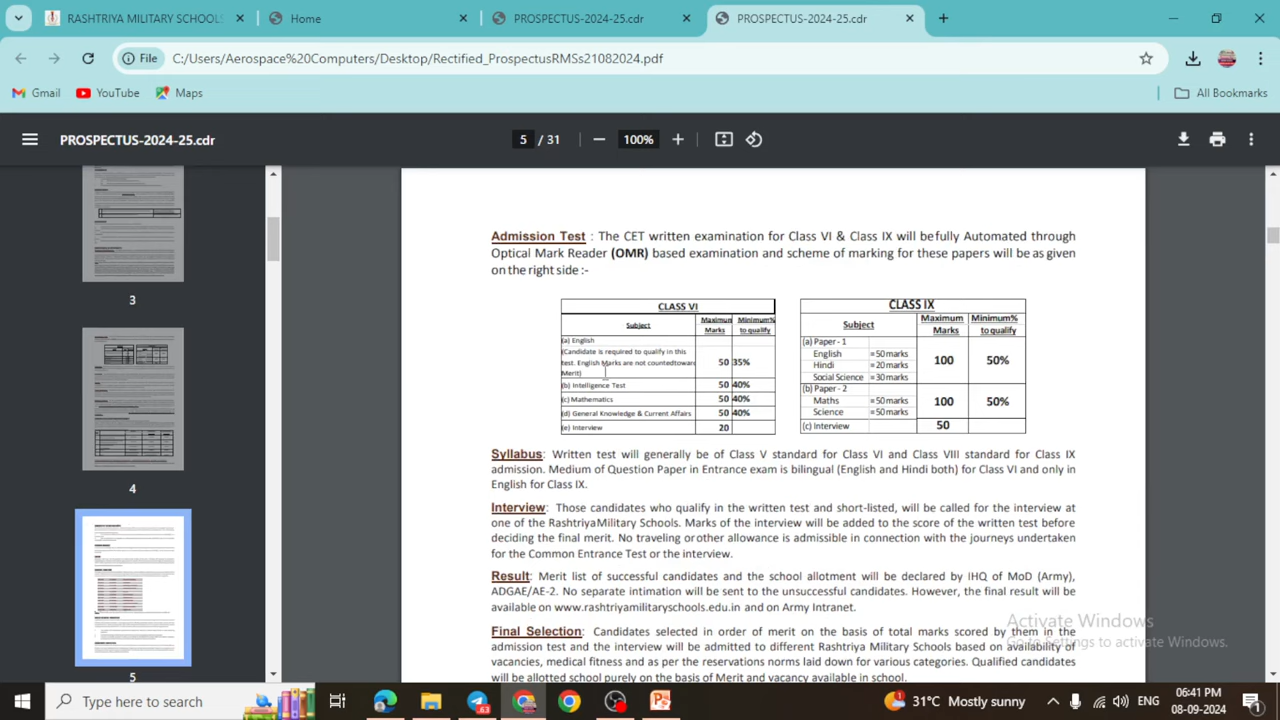 RASHTRIYA MILITARY SCHOOLS
Home
PROSPECTUS-2024-25.cdr
PROSPECTUS-2024-25.cdr
File
C:/Users/Aerospace%20Computers/Desktop/Rectified_ProspectusRMSs21082024.pdf
Gmail
YouTube
Maps
All Bookmarks
PROSPECTUS-2024-25.cdr
5 / 31
100%
3
4
5
Admission Test : The CET written examination for Class VI & Class IX will befully Automated through
Optical Mark Reader (OMR) based examination and scheme of marking for these papers will be as given
on the right side :-
CLASS VI
Subject
Maximun Marks
Minimum% to qualify
(a) English
(Candidate is required to qualify in this
test. English Marks are not countedtowar
Merit)
50 35%
(b) Intelligence Test 50 40%
(c) Mathematics 50 40%
(d) General Knowledge & Current Affairs 50 40%
(e) Interview 20
CLASS IX
Subject
Maximum Marks
Minimum% to qualify
(a) Paper - 1
English = 50 marks
Hindi = 20 marks
Social Science = 30 marks
100 50%
(b) Paper - 2
Maths = 50 marks
Science = 50 marks
100 50%
(c) Interview 50
Syllabus: Written test will generally be of Class V standard for Class VI and Class VIII standard for Class IX
admission. Medium of Question Paper in Entrance exam is bilingual (English and Hindi both) for Class VI and only in
English for Class IX.
Interview: Those candidates who qualify in the written test and short-listed, will be called for the interview at
one of the RashtriyaMilitary Schools. Marks of the interview will be added to the score of the written test before
deciding the final merit. No traveling or other allowance is admissible in connection with the journeys undertaken
for the Common Entrance Test or the interview.
Result: Merit list of successful candidates and the school allotment will be declared by IHQ of MoD (Army),
ADGAE/AE-2. No separate intimation will be sent to the unsuccessful candidates. However, the final result will be
available on www.rashtriyamilitaryschools.edu.in and on Army Intranet.
Final Selection: Candidates selected in order of merit on the basis of total marks scored by them in the
admission test and the interview will be admitted to different Rashtriya Military Schools based on availability of
vacancies, medical fitness and as per the reservations norms laid down for various categories. Qualified candidates
will be allotted school purely on the basis of Merit and vacancy available in school.
Activate Windows
Go to Settings to activate Windows.
Type here to search
63
1
31°C Mostly sunny
ENG
06:41 PM
08-09-2024
1